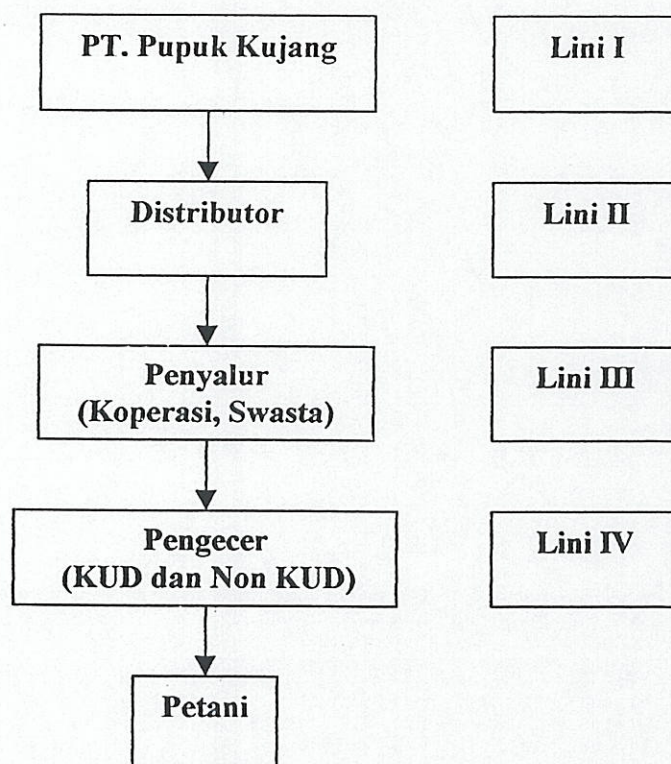 PT. Pupuk Kujang
Lini I
Distributor
Lini II
Penyalur
(Koperasi, Swasta)
Lini III
Pengecer
(KUD dan Non KUD)
Lini IV
Petani